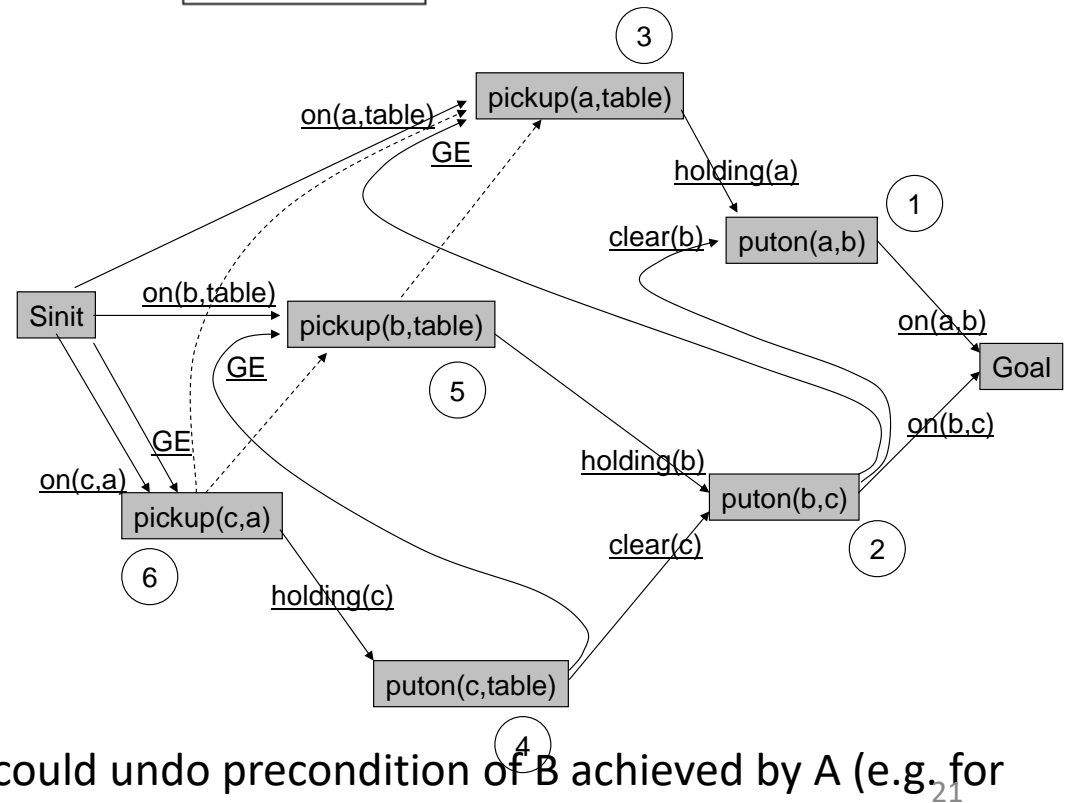 3
pickup(a,table)
on(a,table)
GE
holding(a)
1
clear(b)
puton(a,b)
on(b,table)
Sinit
pickup(b,table)
on(a,b)
Goal
GE
5
on(b,c)
GE
holding(b)
on(c,a)
puton(b,c)
pickup(c,a)
clear(c)
2
6
holding(c)
puton(c,table)
4
could undo precondition of B achieved by A (e.g. for
21